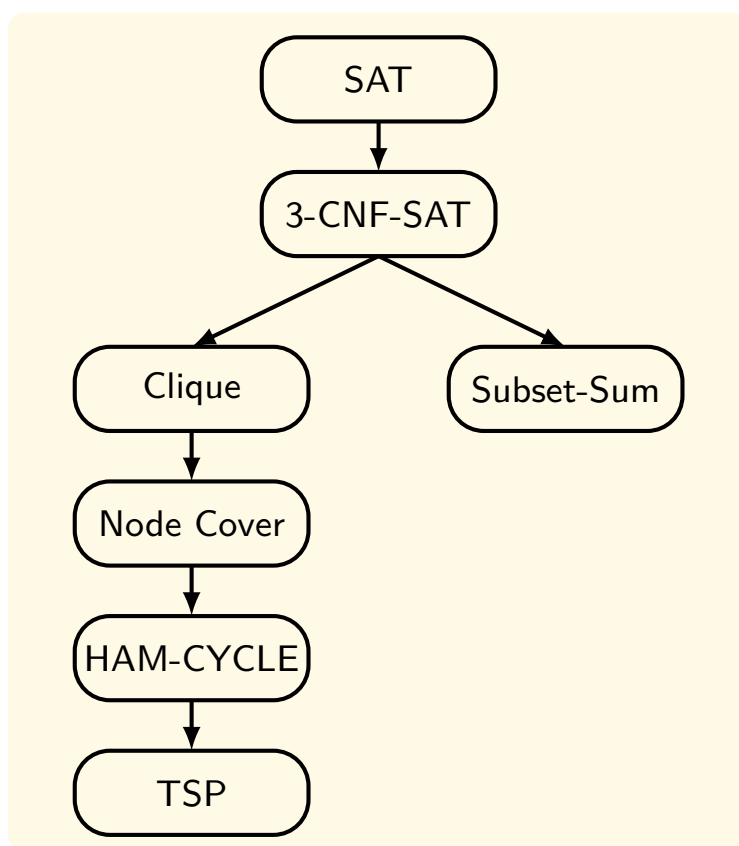 SAT
3-CNF-SAT
Clique
Subset-Sum
Node Cover
HAM-CYCLE
TSP